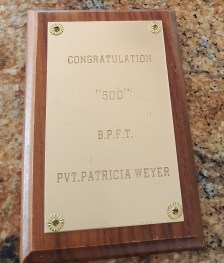 CONGRATULATION
"500"
B.P.F.T.
PVT.PATRICIA WEYER